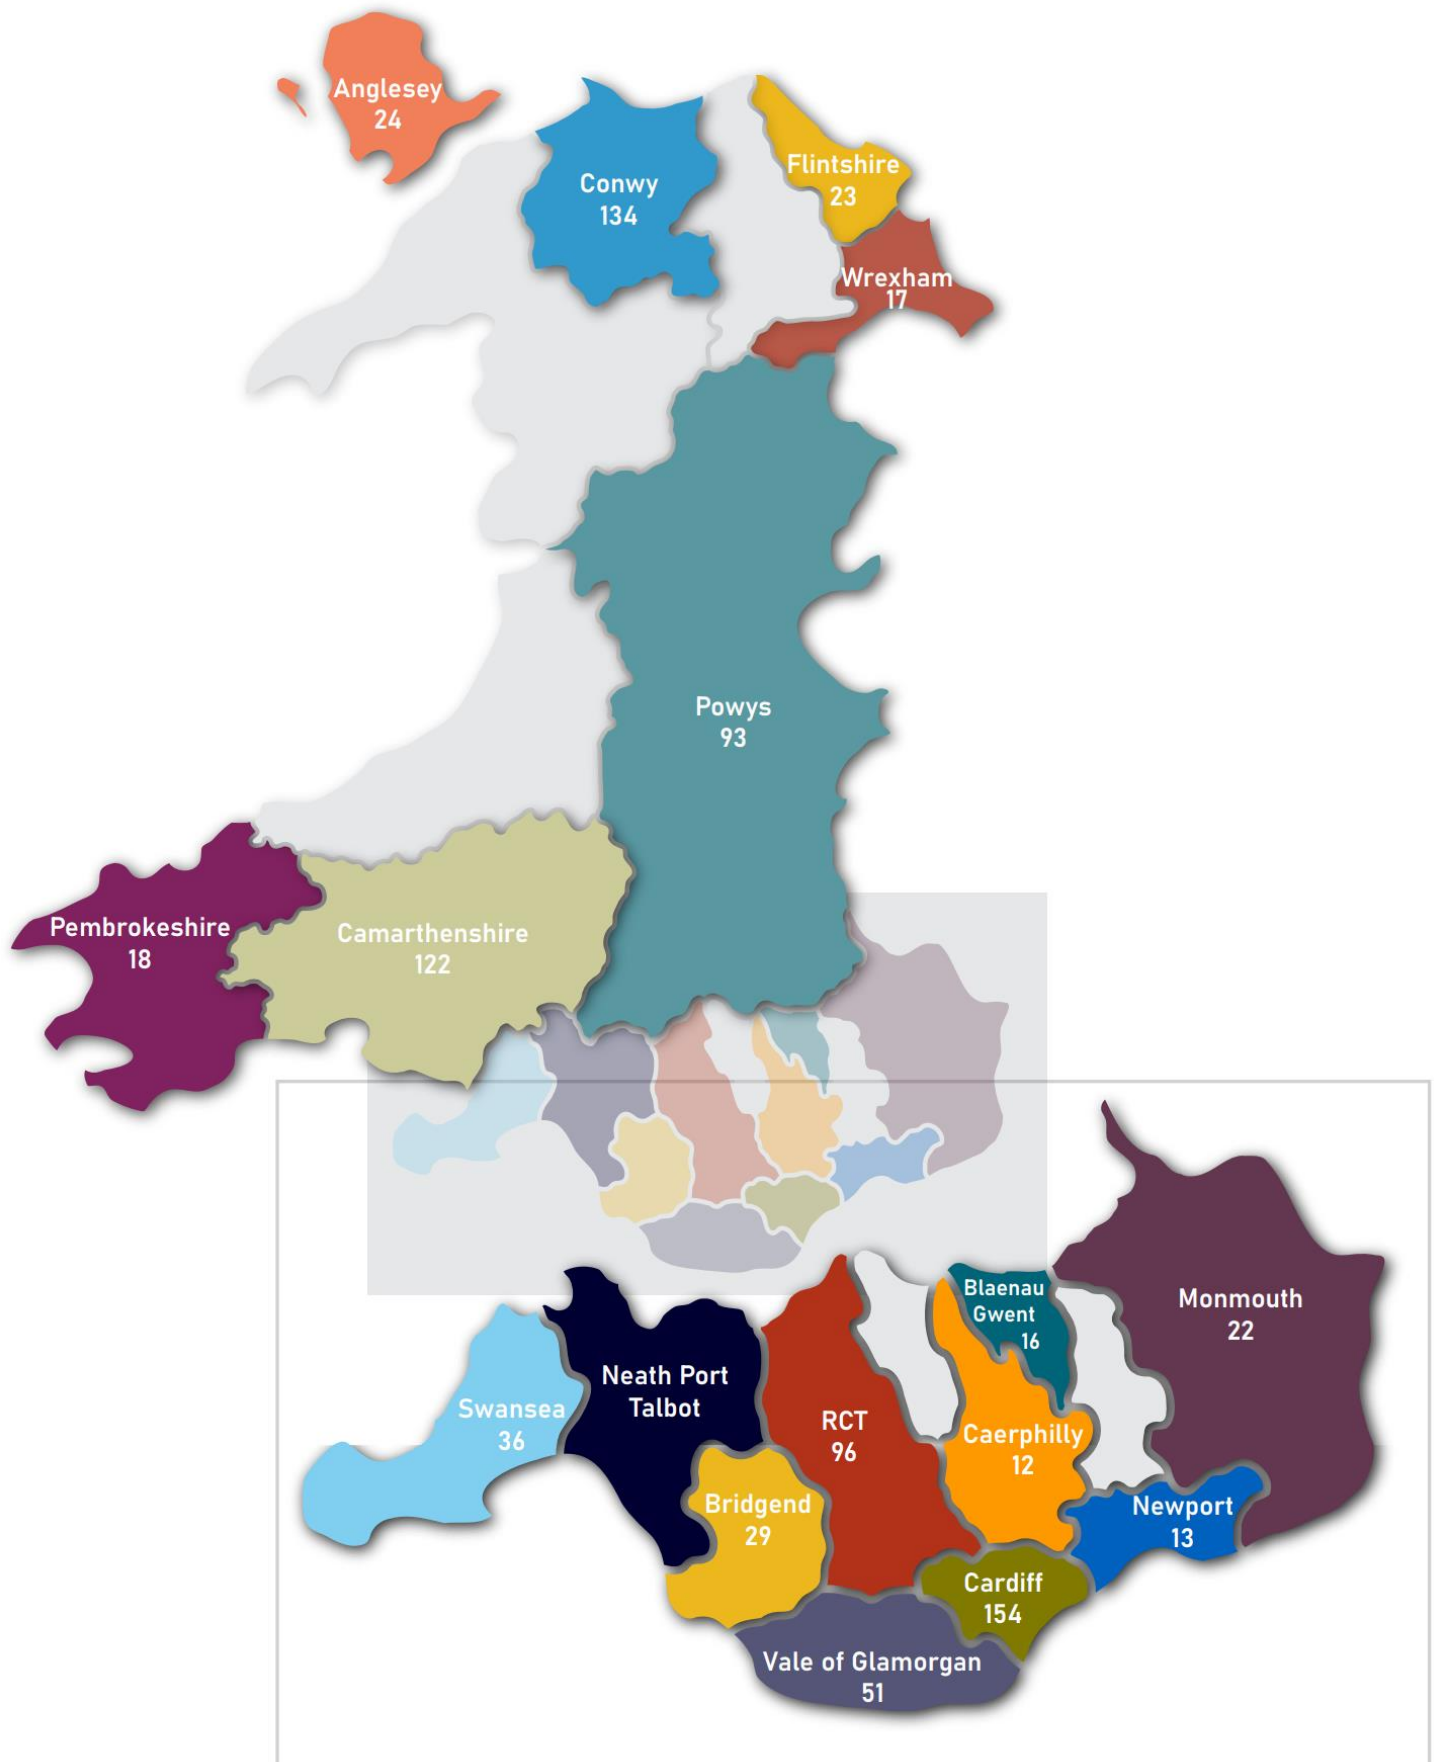 Anglesey
24
Conwy
134
Flintshire
23
Wrexham
17
Powys
93
Pembrokeshire
18
Camarthenshire
122
Blaenau
Gwent
16
Monmouth
22
Neath Port
Talbot
Swansea
36
RCT
96
Caerphilly
12
Bridgend
29
Newport
13
Cardiff
154
Vale of Glamorgan
51